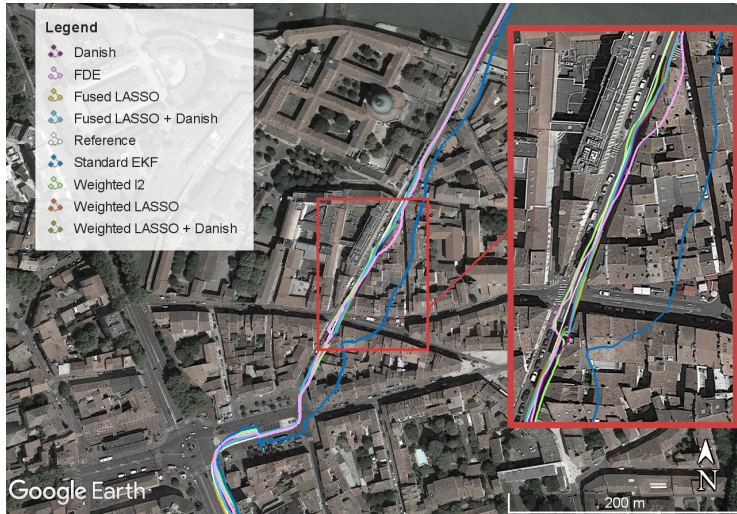 Legend
Danish
FDE
Fused LASSO
Fused LASSO + Danish
Reference
Standard EKF
Weighted l2
Weighted LASSO
Weighted LASSO + Danish
Google Earth
N
200 m